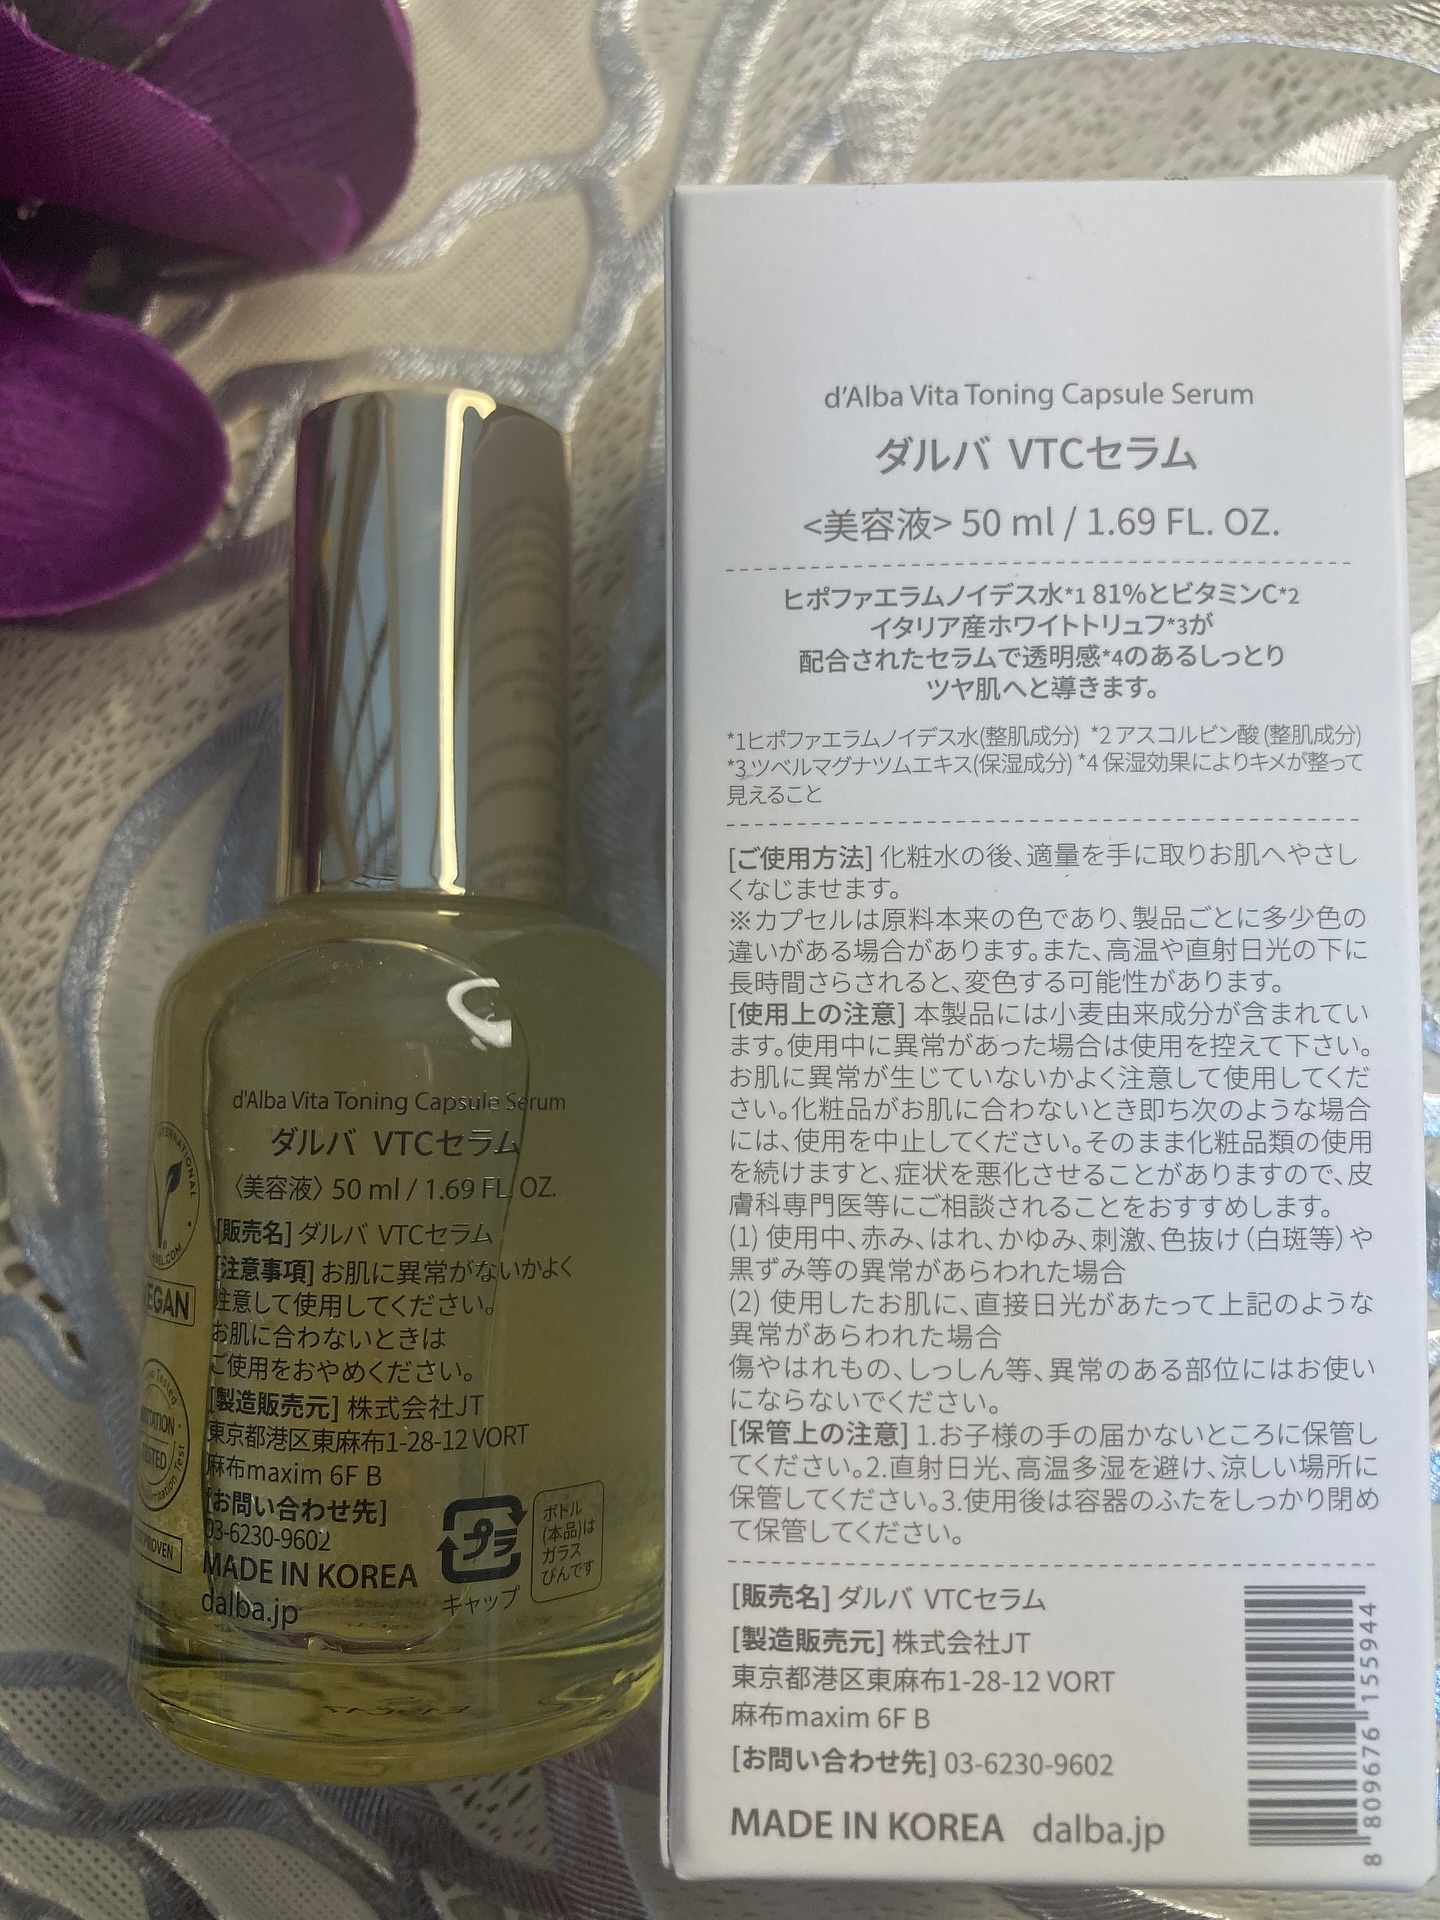 d'Alba Vita Toning Capsule Serum
ダルバ VTCセラム
<美容液> 50 ml / 1.69 FL. OZ.
ヒポファエラムノイデス水*1 81%とビタミンC*2
イタリア産ホワイトトリュフ*3が
配合されたセラムで透明感*4のあるしっとり
ツヤ肌へと導きます。
*1ヒポファエラムノイデス水(整肌成分) *2 アスコルビン酸 (整肌成分)
*3 ツベルマグナツムエキス(保湿成分) *4 保湿効果によりキメが整って
見えること
[ご使用方法] 化粧水の後、適量を手に取りお肌へやさし
くなじませます。
※カプセルは原料本来の色であり、製品ごとに多少色の
違いがある場合があります。また、高温や直射日光の下に
長時間さらされると、変色する可能性があります。
[使用上の注意] 本製品には小麦由来成分が含まれてい
ます。使用中に異常があった場合は使用を控えて下さい。
お肌に異常が生じていないかよく注意して使用してくだ
さい。化粧品がお肌に合わないとき即ち次のような場合
には、使用を中止してください。そのまま化粧品類の使用
を続けますと、症状を悪化させることがありますので、皮
膚科専門医等にご相談されることをおすすめします。
(1) 使用中、赤み、はれ、かゆみ、刺激、色抜け（白斑等）や
黒ずみ等の異常があらわれた場合
(2) 使用したお肌に、直接日光があたって上記のような
異常があらわれた場合
傷やはれもの、しっしん等、異常のある部位にはお使い
にならないでください。
[保管上の注意] 1.お子様の手の届かないところに保管し
てください。2.直射日光、高温多湿を避け、涼しい場所に
保管してください。3.使用後は容器のふたをしっかり閉め
て保管してください。
[販売名] ダルバ VTCセラム
[製造販売元] 株式会社JT
東京都港区東麻布1-28-12 VORT
麻布maxim 6F B
[お問い合わせ先] 03-6230-9602
MADE IN KOREA dalba.jp
8 809676 155944
d'Alba Vita Toning Capsule Serum
ダルバ VTCセラム
〈美容液〉50 ml / 1.69 FL. OZ.
[販売名] ダルバ VTCセラム
[注意事項] お肌に異常がないかよく
注意して使用してください。
お肌に合わないときは
ご使用をおやめください。
[製造販売元] 株式会社JT
東京都港区東麻布1-28-12 VORT
麻布maxim 6F B
[お問い合わせ先]
03-6230-9602
MADE IN KOREA
dalba.jp
プラ
キャップ
ボトル
(本品)は
ガラス
びんです
VEGAN
TESTED